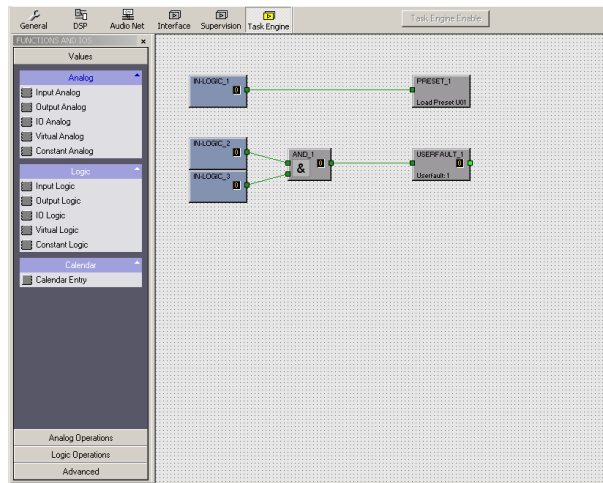 General DSP Audio Net Interface Supervision Task Engine Task Engine Enable
FUNCTIONS AND IOS x
Values
Analog
Input Analog
Output Analog
IO Analog
Virtual Analog
Constant Analog
Logic
Input Logic
Output Logic
IO Logic
Virtual Logic
Constant Logic
Calendar
Calendar Entry
Analog Operations
Logic Operations
Advanced
IN-LOGIC_1
0
PRESET_1
Load Preset U01
IN-LOGIC_2
0
IN-LOGIC_3
0
AND_1
& 0
USERFAULT_1
0
Userfault: 1